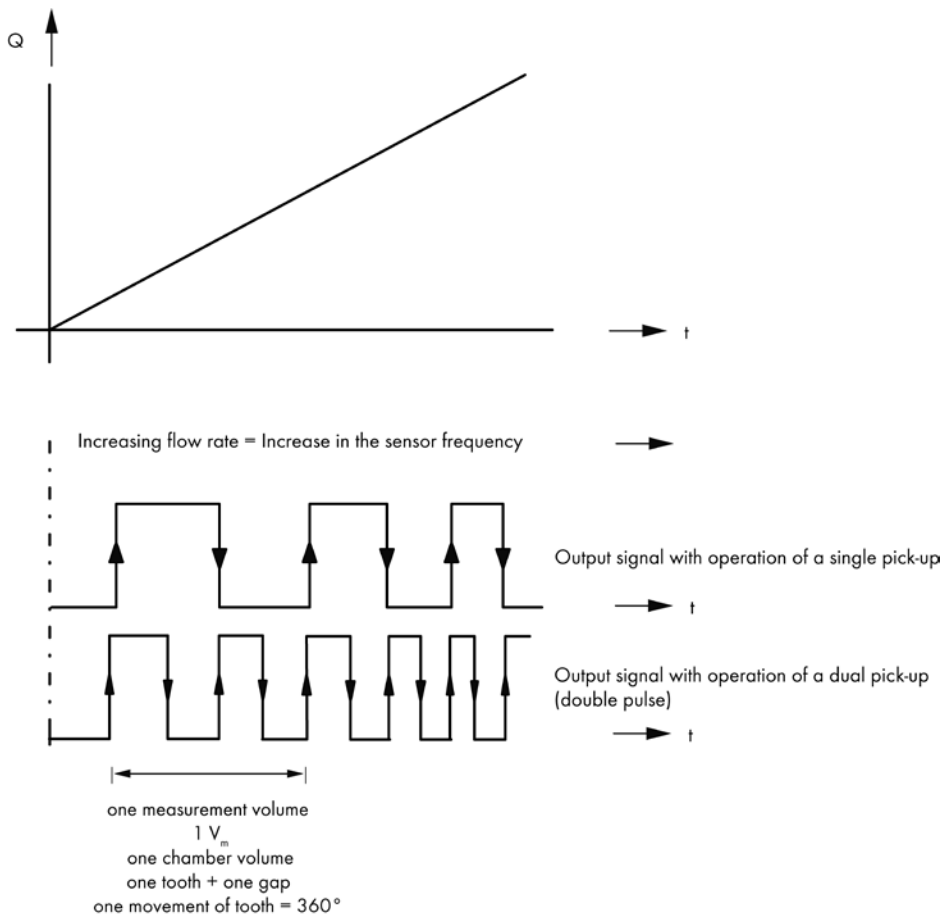 Q
t
Increasing flow rate = Increase in the sensor frequency
Output signal with operation of a single pick-up
t
Output signal with operation of a dual pick-up
(double pulse)
t
one measurement volume
1 Vm
one chamber volume
one tooth + one gap
one movement of tooth = 360°